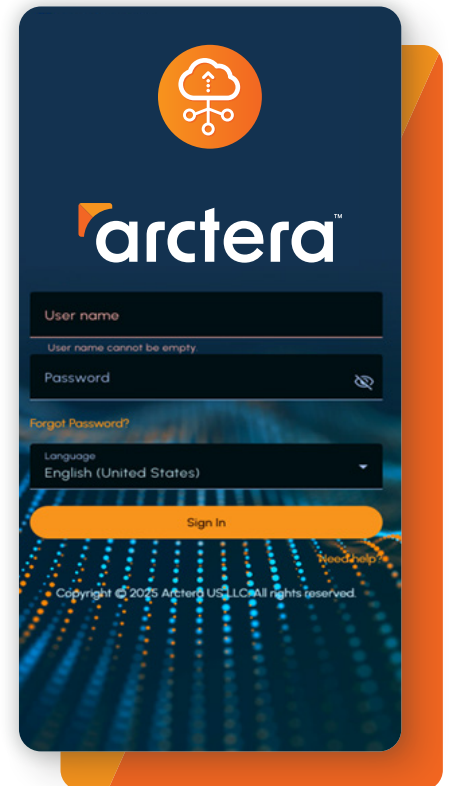 arctera™
User name
User name cannot be empty.
Password
Forgot Password?
Language
English (United States)
Sign In
Need help?
Copyright © 2025 Arctera US LLC. All rights reserved.